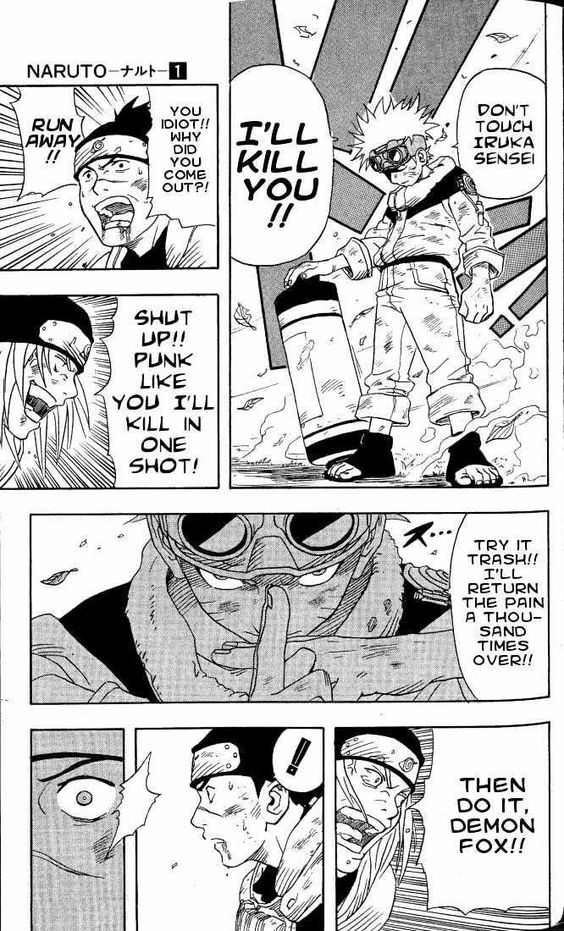 NARUTO—ナルト—1
DON'T
TOUCH
IRUKA
SENSEI
I'LL
KILL
YOU
!!
YOU
IDIOT!!
WHY
DID
YOU
COME
OUT?!
RUN
AWAY
!!
SHUT
UP!!
PUNK
LIKE
YOU I'LL
KILL IN
ONE
SHOT!
TRY IT
TRASH!!
I'LL
RETURN
THE PAIN
A THOU-
SAND
TIMES
OVER!!
ス…
THEN
DO IT,
DEMON
FOX!!
!